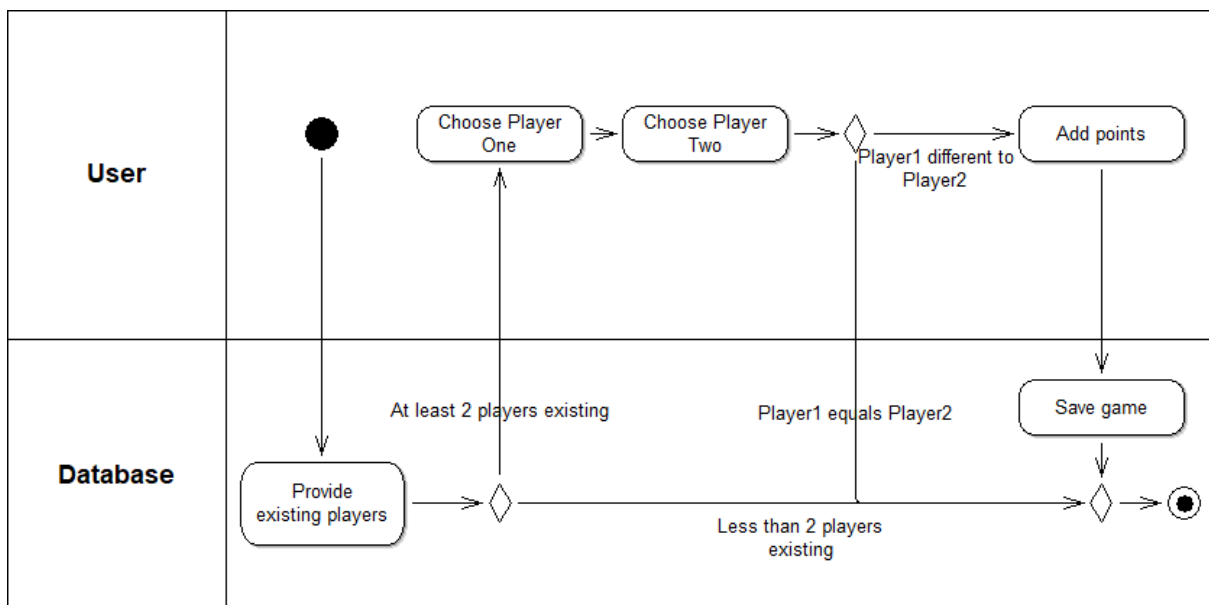 User
Choose Player
One
Choose Player
Two
Player1 different to
Player2
Add points
Database
Provide
existing players
At least 2 players existing
Player1 equals Player2
Less than 2 players
existing
Save game